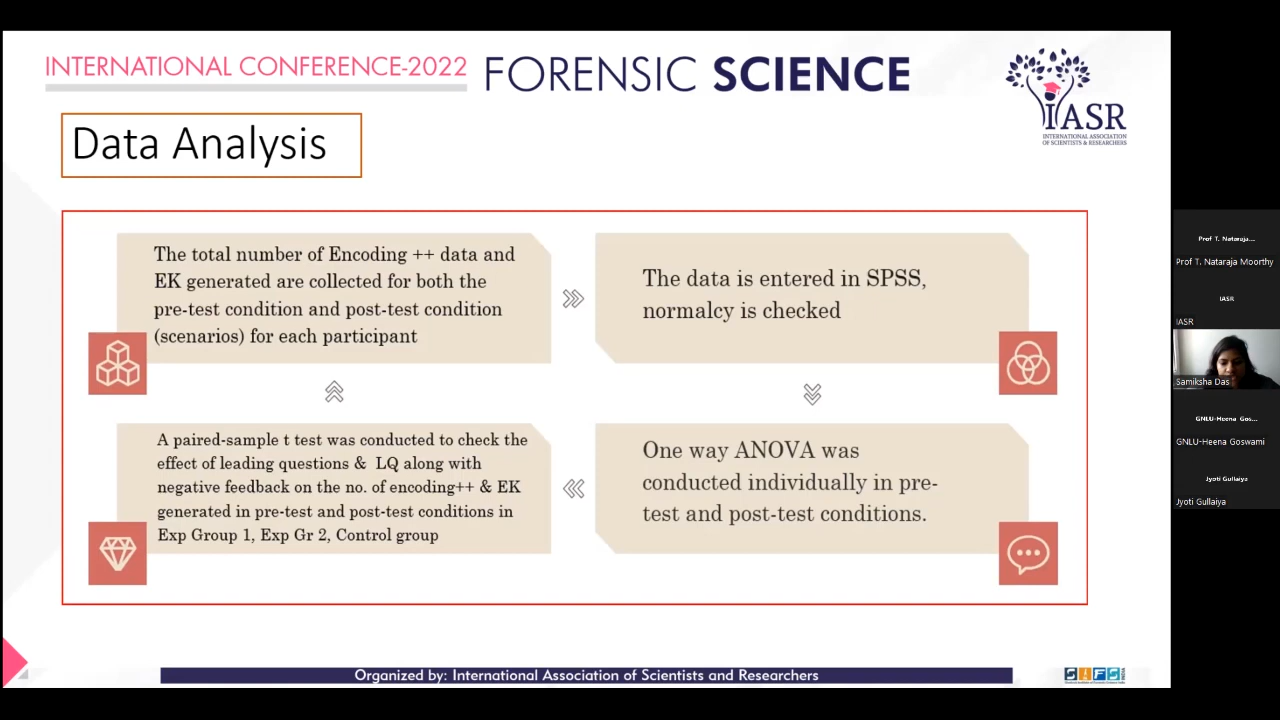 INTERNATIONAL CONFERENCE-2022 FORENSIC SCIENCE
IASR
INTERNATIONAL ASSOCIATION
OF SCIENTISTS & RESEARCHERS
Data Analysis
The total number of Encoding ++ data and
EK generated are collected for both the
pre-test condition and post-test condition
(scenarios) for each participant
The data is entered in SPSS,
normalcy is checked
A paired-sample t test was conducted to check the
effect of leading questions & LQ along with
negative feedback on the no. of encoding++ & EK
generated in pre-test and post-test conditions in
Exp Group 1, Exp Gr 2, Control group
One way ANOVA was
conducted individually in pre-
test and post-test conditions.
Organized by: International Association of Scientists and Researchers
SIFS
Prof T. Nataraja...
Prof T. Nataraja Moorthy
IASR
IASR
Samiksha Das
GNLU-Heena Gos...
GNLU-Heena Goswami
Jyoti Gullaiya
Jyoti Gullaiya